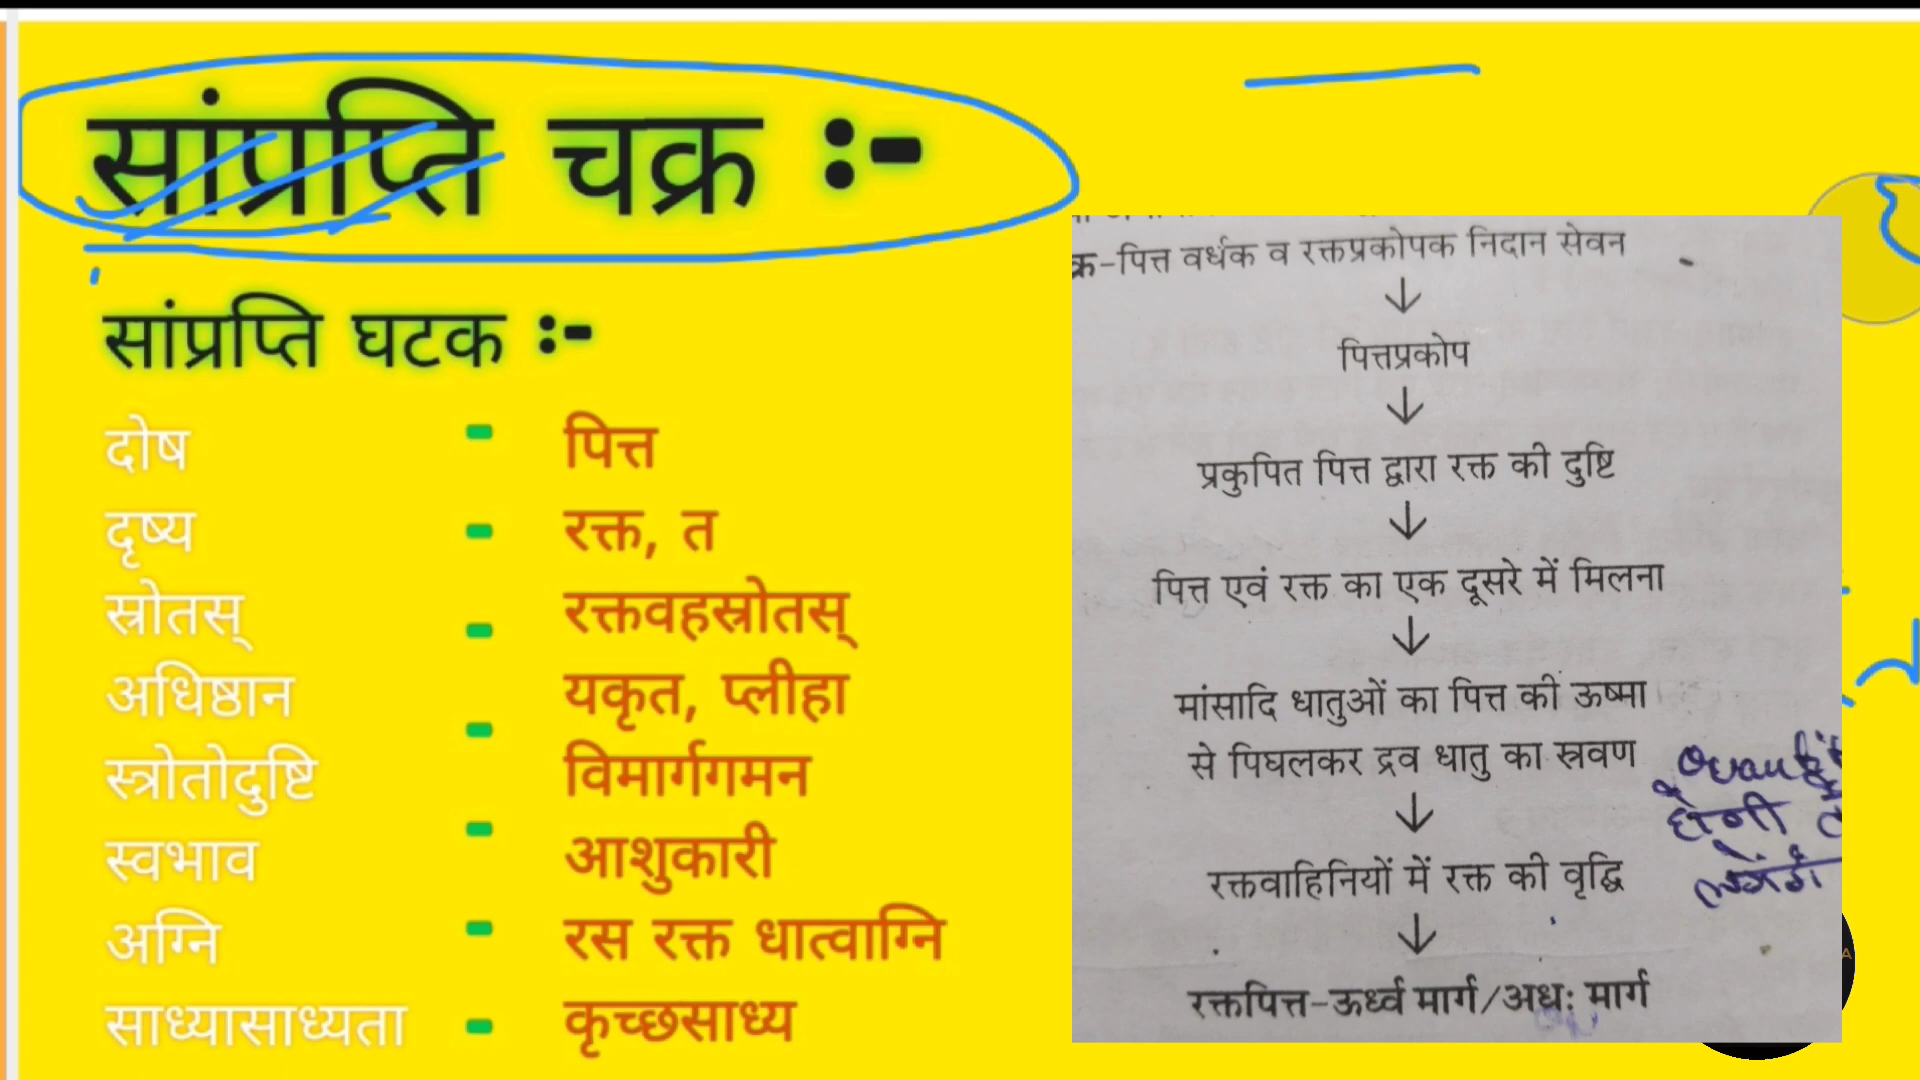 सांप्रप्ति चक्र :-
सांप्रप्ति घटक :-
दोष - पित्त
दृष्य - रक्त, त
स्रोतस् - रक्तवहस्रोतस्
अधिष्ठान - यकृत, प्लीहा
स्त्रोतोदुष्टि - विमार्गगमन
स्वभाव - आशुकारी
अग्नि - रस रक्त धात्वाग्नि
साध्यासाध्यता - कृच्छसाध्य
क्र-पित्त वर्धक व रक्तप्रकोपक निदान सेवन
↓
पित्तप्रकोप
↓
प्रकुपित पित्त द्वारा रक्त की दुष्टि
↓
पित्त एवं रक्त का एक दूसरे में मिलना
↓
मांसादि धातुओं का पित्त की ऊष्मा
से पिघलकर द्रव धातु का स्रवण
↓
रक्तवाहिनियों में रक्त की वृद्धि
↓
रक्तपित्त-ऊर्ध्व मार्ग/अधः मार्ग
होगी